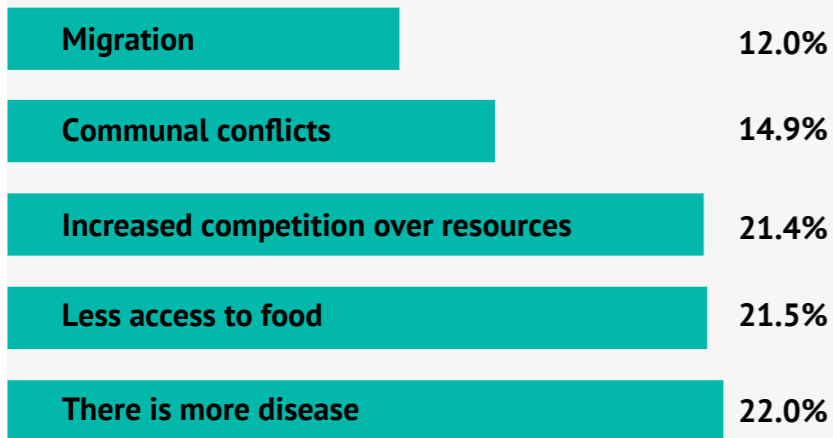 Migration 12.0%
Communal conflicts 14.9%
Increased competition over resources 21.4%
Less access to food 21.5%
There is more disease 22.0%